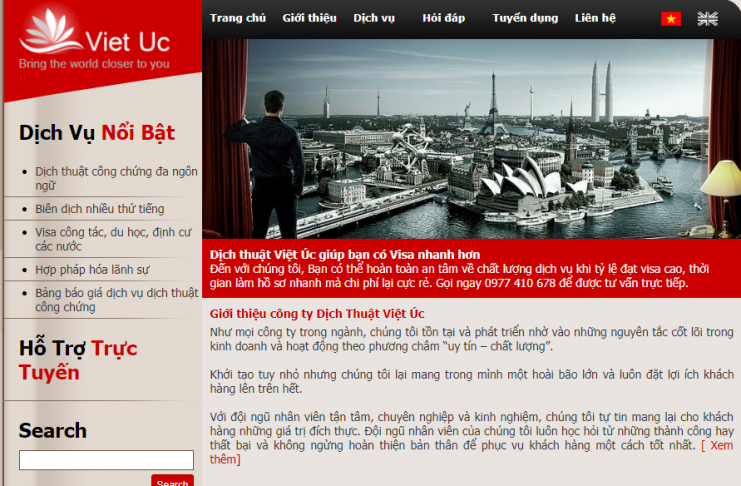 Viet Uc
Bring the world closer to you
Trang chủ Giới thiệu Dịch vụ Hỏi đáp Tuyển dụng Liên hệ
Dịch Vụ Nổi Bật
Dịch thuật công chứng đa ngôn
ngữ
Biên dịch nhiều thứ tiếng
Visa công tác, du học, định cư
các nước
Hợp pháp hóa lãnh sự
Bảng báo giá dịch vụ dịch thuật
công chứng
Hỗ Trợ Trực
Tuyến
Search
Search
Dịch thuật Việt Úc giúp bạn có Visa nhanh hơn
Đến với chúng tôi, Bạn có thể hoàn toàn an tâm về chất lượng dịch vụ khi tỷ lệ đạt visa cao, thời
gian làm hồ sơ nhanh mà chi phí lại cực rẻ. Gọi ngay 0977 410 678 để được tư vấn trực tiếp.
Giới thiệu công ty Dịch Thuật Việt Úc
Như mọi công ty trong ngành, chúng tôi tồn tại và phát triển nhờ vào những nguyên tắc cốt lõi trong
kinh doanh và hoạt động theo phương châm “uy tín – chất lượng”.
Khởi tạo tuy nhỏ nhưng chúng tôi lại mang trong mình một hoài bão lớn và luôn đặt lợi ích khách
hàng lên trên hết.
Với đội ngũ nhân viên tận tâm, chuyên nghiệp và kinh nghiệm, chúng tôi tự tin mang lại cho khách
hàng những giá trị đích thực. Đội ngũ nhân viên của chúng tôi luôn học hỏi từ những thành công hay
thất bại và không ngừng hoàn thiện bản thân để phục vụ khách hàng một cách tốt nhất. [ Xem
thêm]